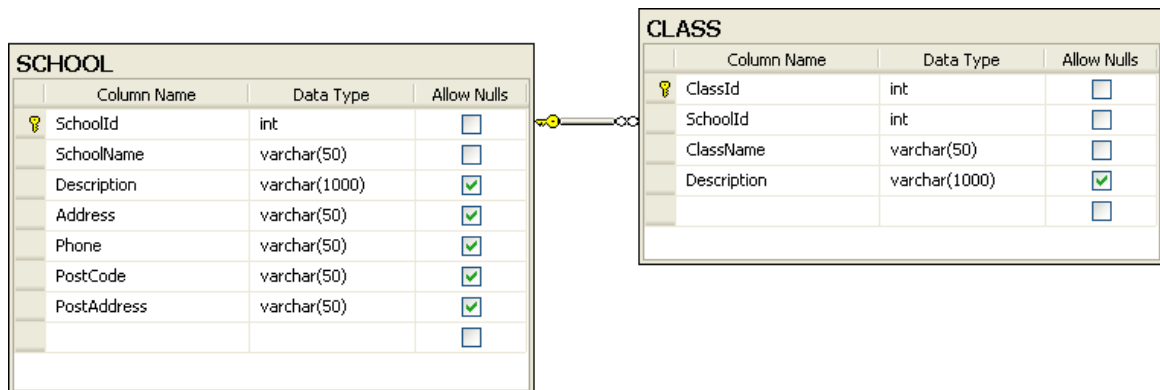 SCHOOL
Column Name Data Type Allow Nulls
SchoolId int
SchoolName varchar(50)
Description varchar(1000)
Address varchar(50)
Phone varchar(50)
PostCode varchar(50)
PostAddress varchar(50)
CLASS
Column Name Data Type Allow Nulls
ClassId int
SchoolId int
ClassName varchar(50)
Description varchar(1000)